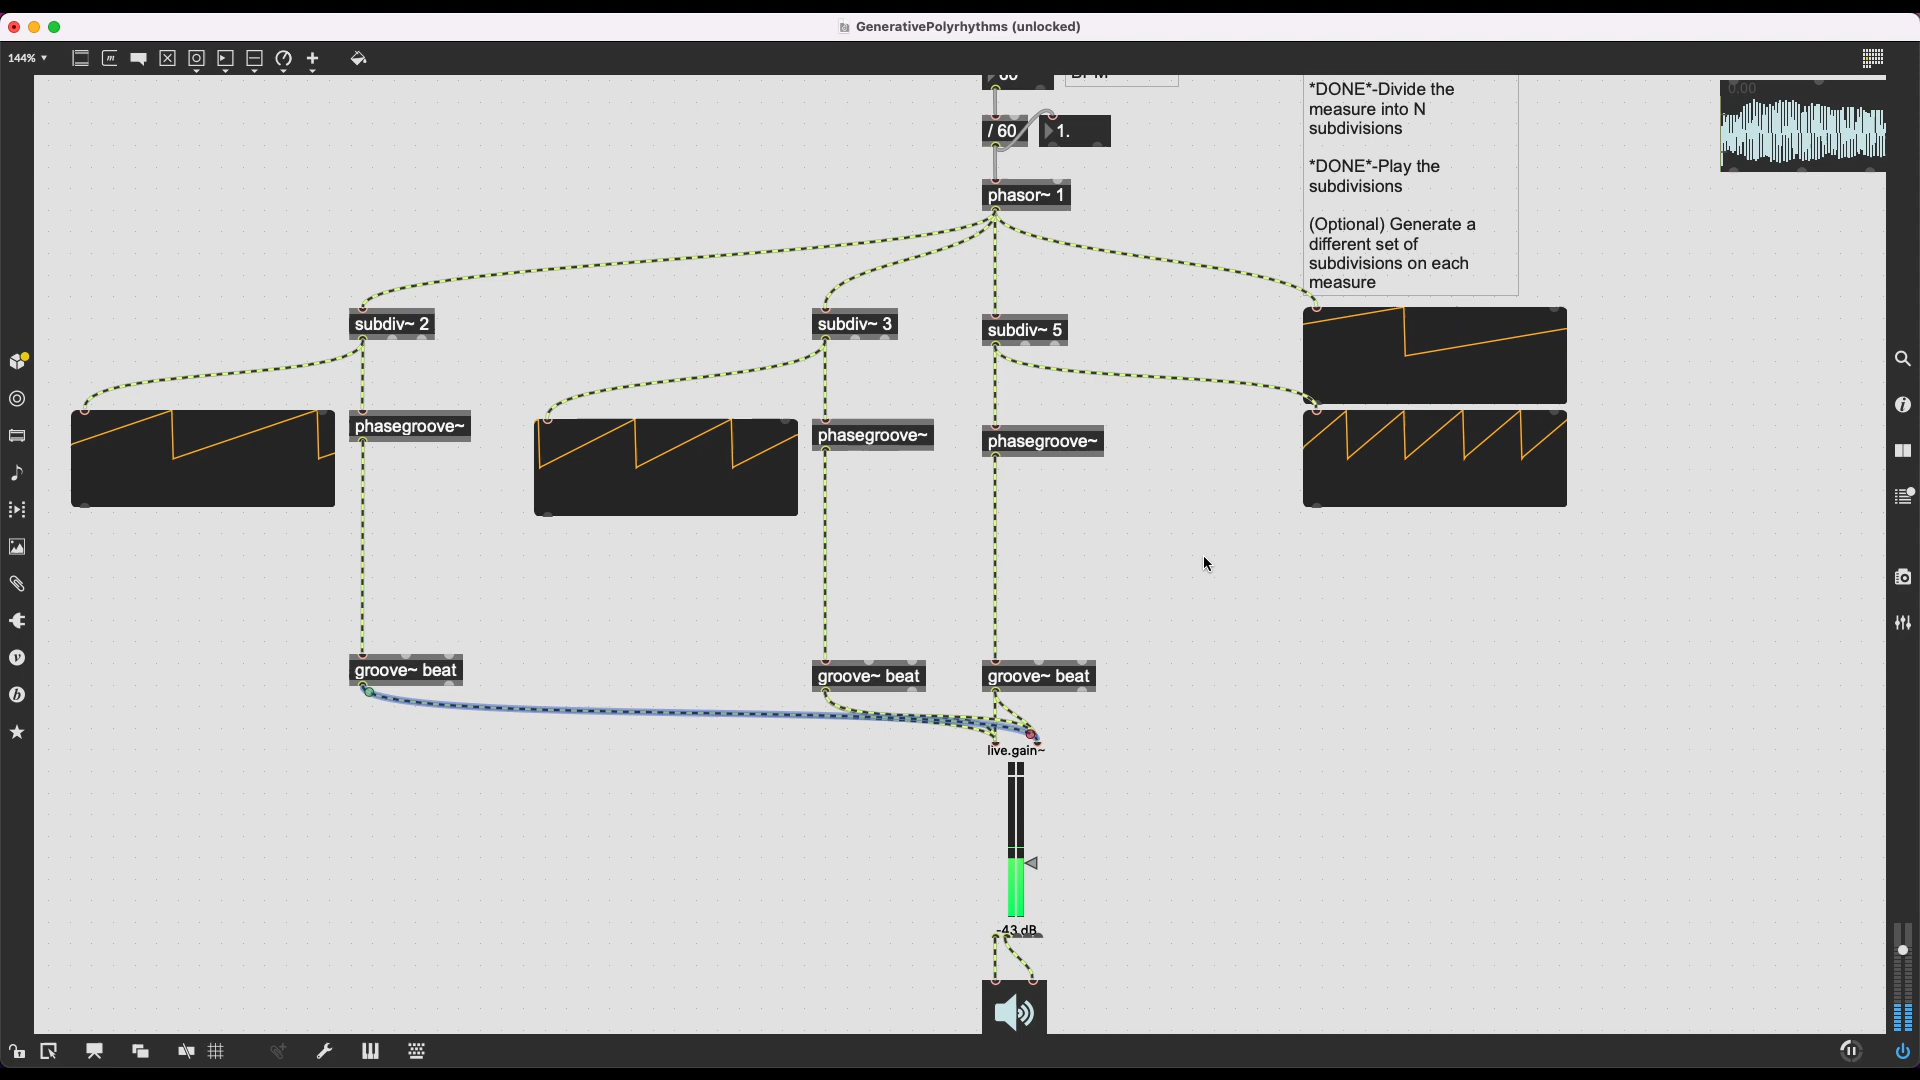 GenerativePolyrhythms (unlocked)
144%
*DONE*-Divide the
measure into N
subdivisions
*DONE*-Play the
subdivisions
(Optional) Generate a
different set of
subdivisions on each
measure
0.00
/ 60
1.
phasor~ 1
subdiv~ 2
subdiv~ 3
subdiv~ 5
phasegroove~
phasegroove~
phasegroove~
groove~ beat
groove~ beat
groove~ beat
live.gain~
-43 dB